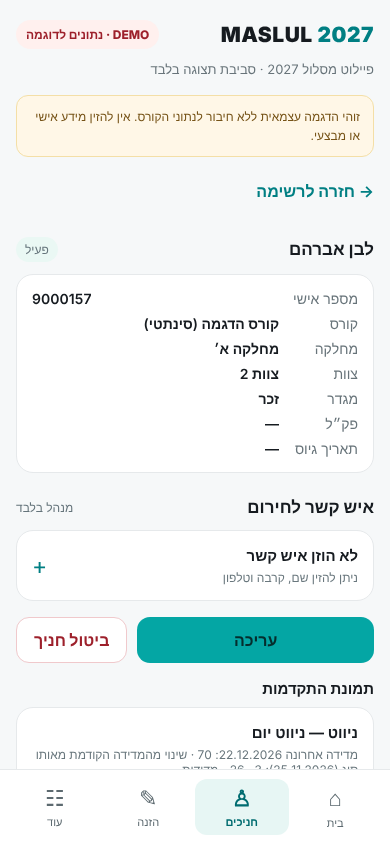 MASLUL 2027
DEMO · נתונים לדוגמה
פיילוט מסלול 2027 · סביבת תצוגה בלבד
זוהי הדגמה עצמאית ללא חיבור לנתוני הקורס. אין להזין מידע אישי
או מבצעי.
→ חזרה לרשימה
לבן אברהם
פעיל
מספר אישי 9000157
קורס קורס הדגמה (סינתטי)
מחלקה מחלקה א׳
צוות צוות 2
מגדר זכר
פק״ל —
תאריך גיוס —
איש קשר לחירום
מנהל בלבד
לא הוזן איש קשר
ניתן להזין שם, קרבה וטלפון
+
עריכה
ביטול חניך
תמונת התקדמות
ניווט — ניווט יום
מדידה אחרונה 22.12.2026: 70 · שינוי מהמדידה הקודמת מאותו
בית
חניכים
הזנה
עוד